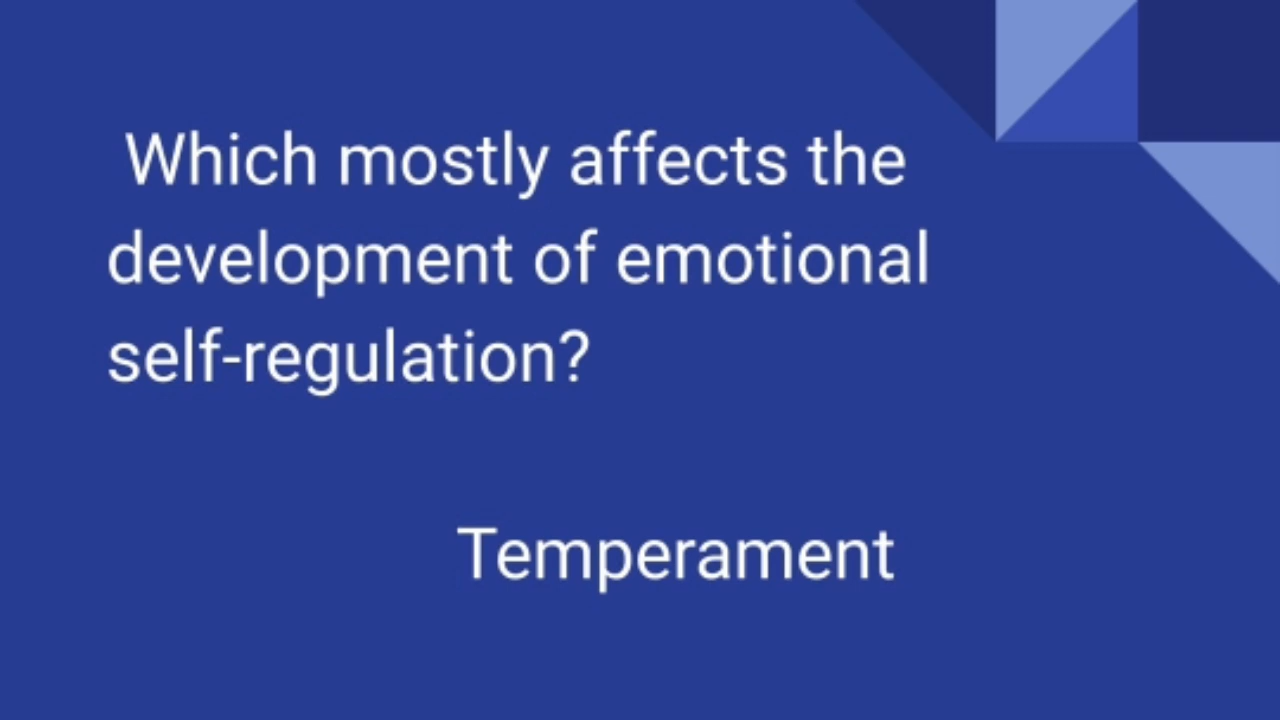 Which mostly affects the
development of emotional
self-regulation?
Temperament